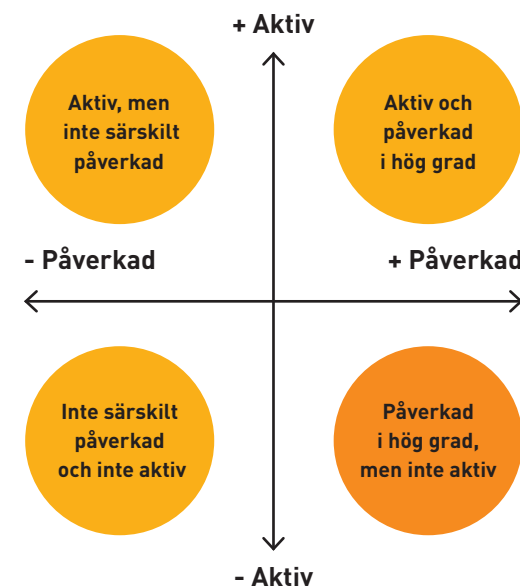 + Aktiv
Aktiv, men
inte särskilt
påverkad
Aktiv och
påverkad
i hög grad
- Påverkad
+ Påverkad
Inte särskilt
påverkad
och inte aktiv
Påverkad
i hög grad,
men inte aktiv
- Aktiv